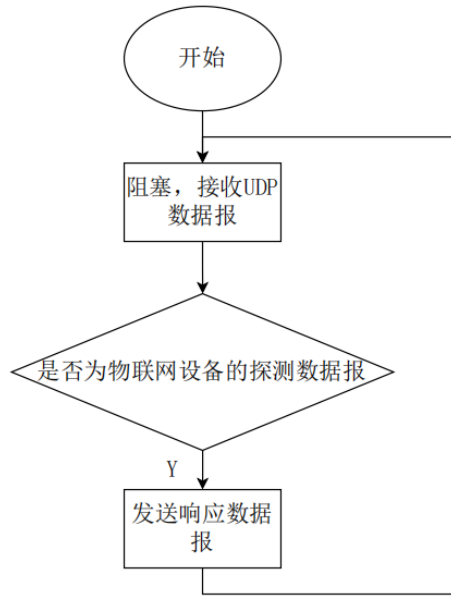 开始
阻塞，接收UDP
数据报
是否为物联网设备的探测数据报
Y
发送响应数据
报